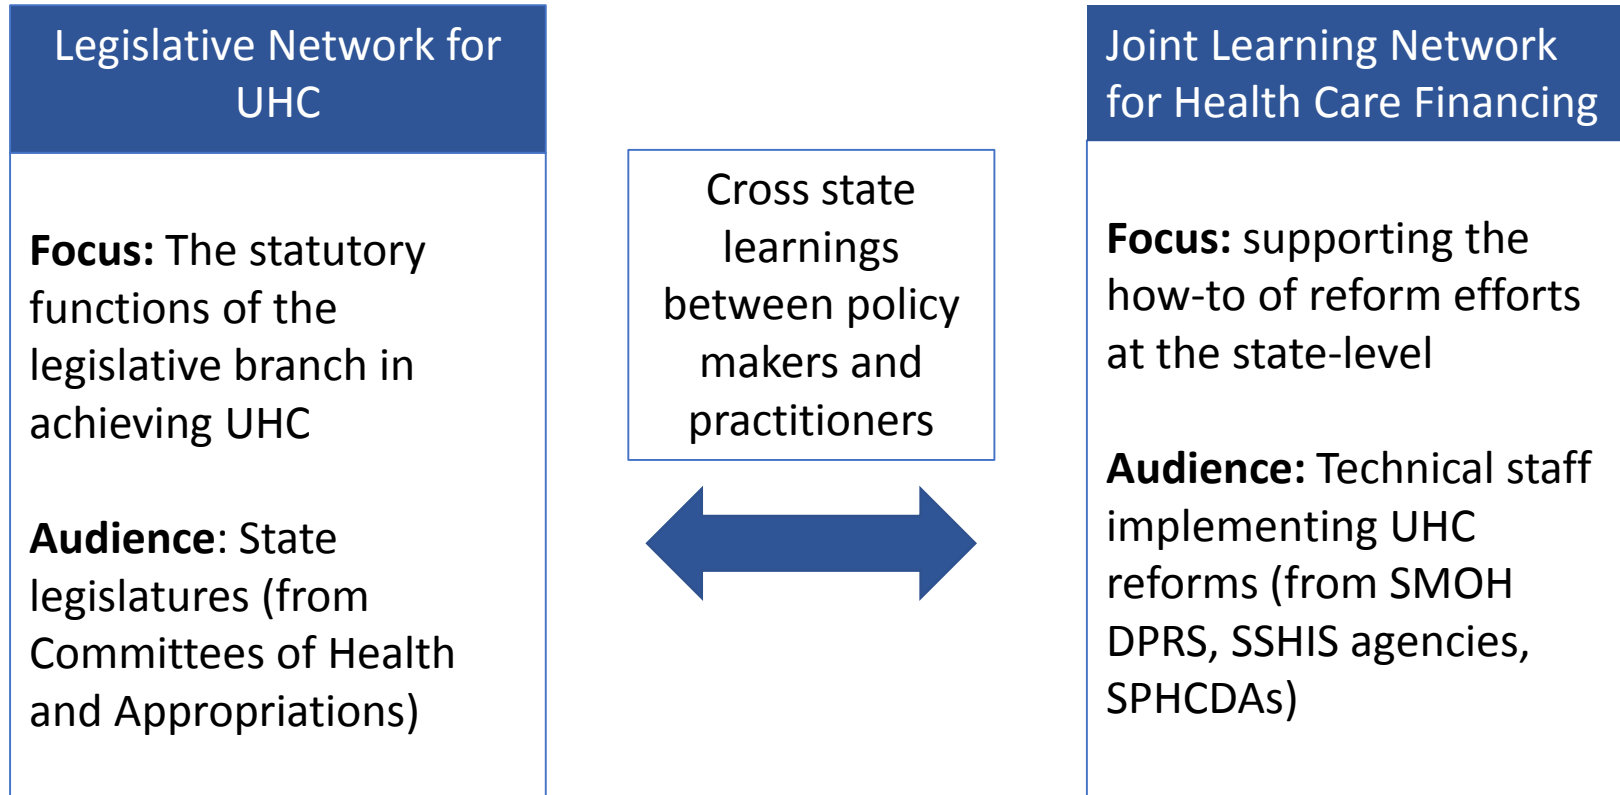 Legislative Network for
UHC
Focus: The statutory
functions of the
legislative branch in
achieving UHC
Audience: State
legislatures (from
Committees of Health
and Appropriations)
Cross state
learnings
between policy
makers and
practitioners
Joint Learning Network
for Health Care Financing
Focus: supporting the
how-to of reform efforts
at the state-level
Audience: Technical staff
implementing UHC
reforms (from SMOH
DPRS, SSHIS agencies,
SPHCDAs)